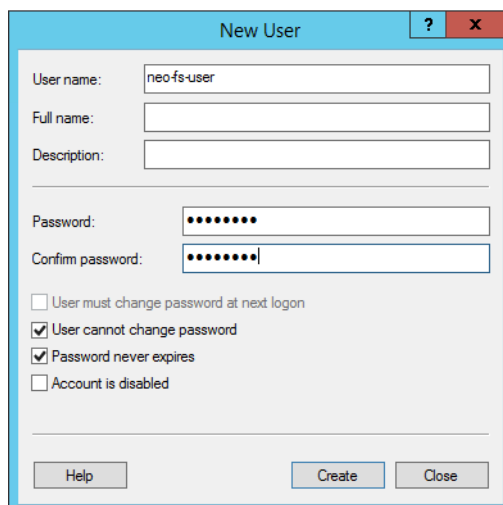 New User
? x
User name: neo-fs-user
Full name:
Description:
Password: ●●●●●●●●
Confirm password: ●●●●●●●●
User must change password at next logon
User cannot change password
Password never expires
Account is disabled
Help Create Close